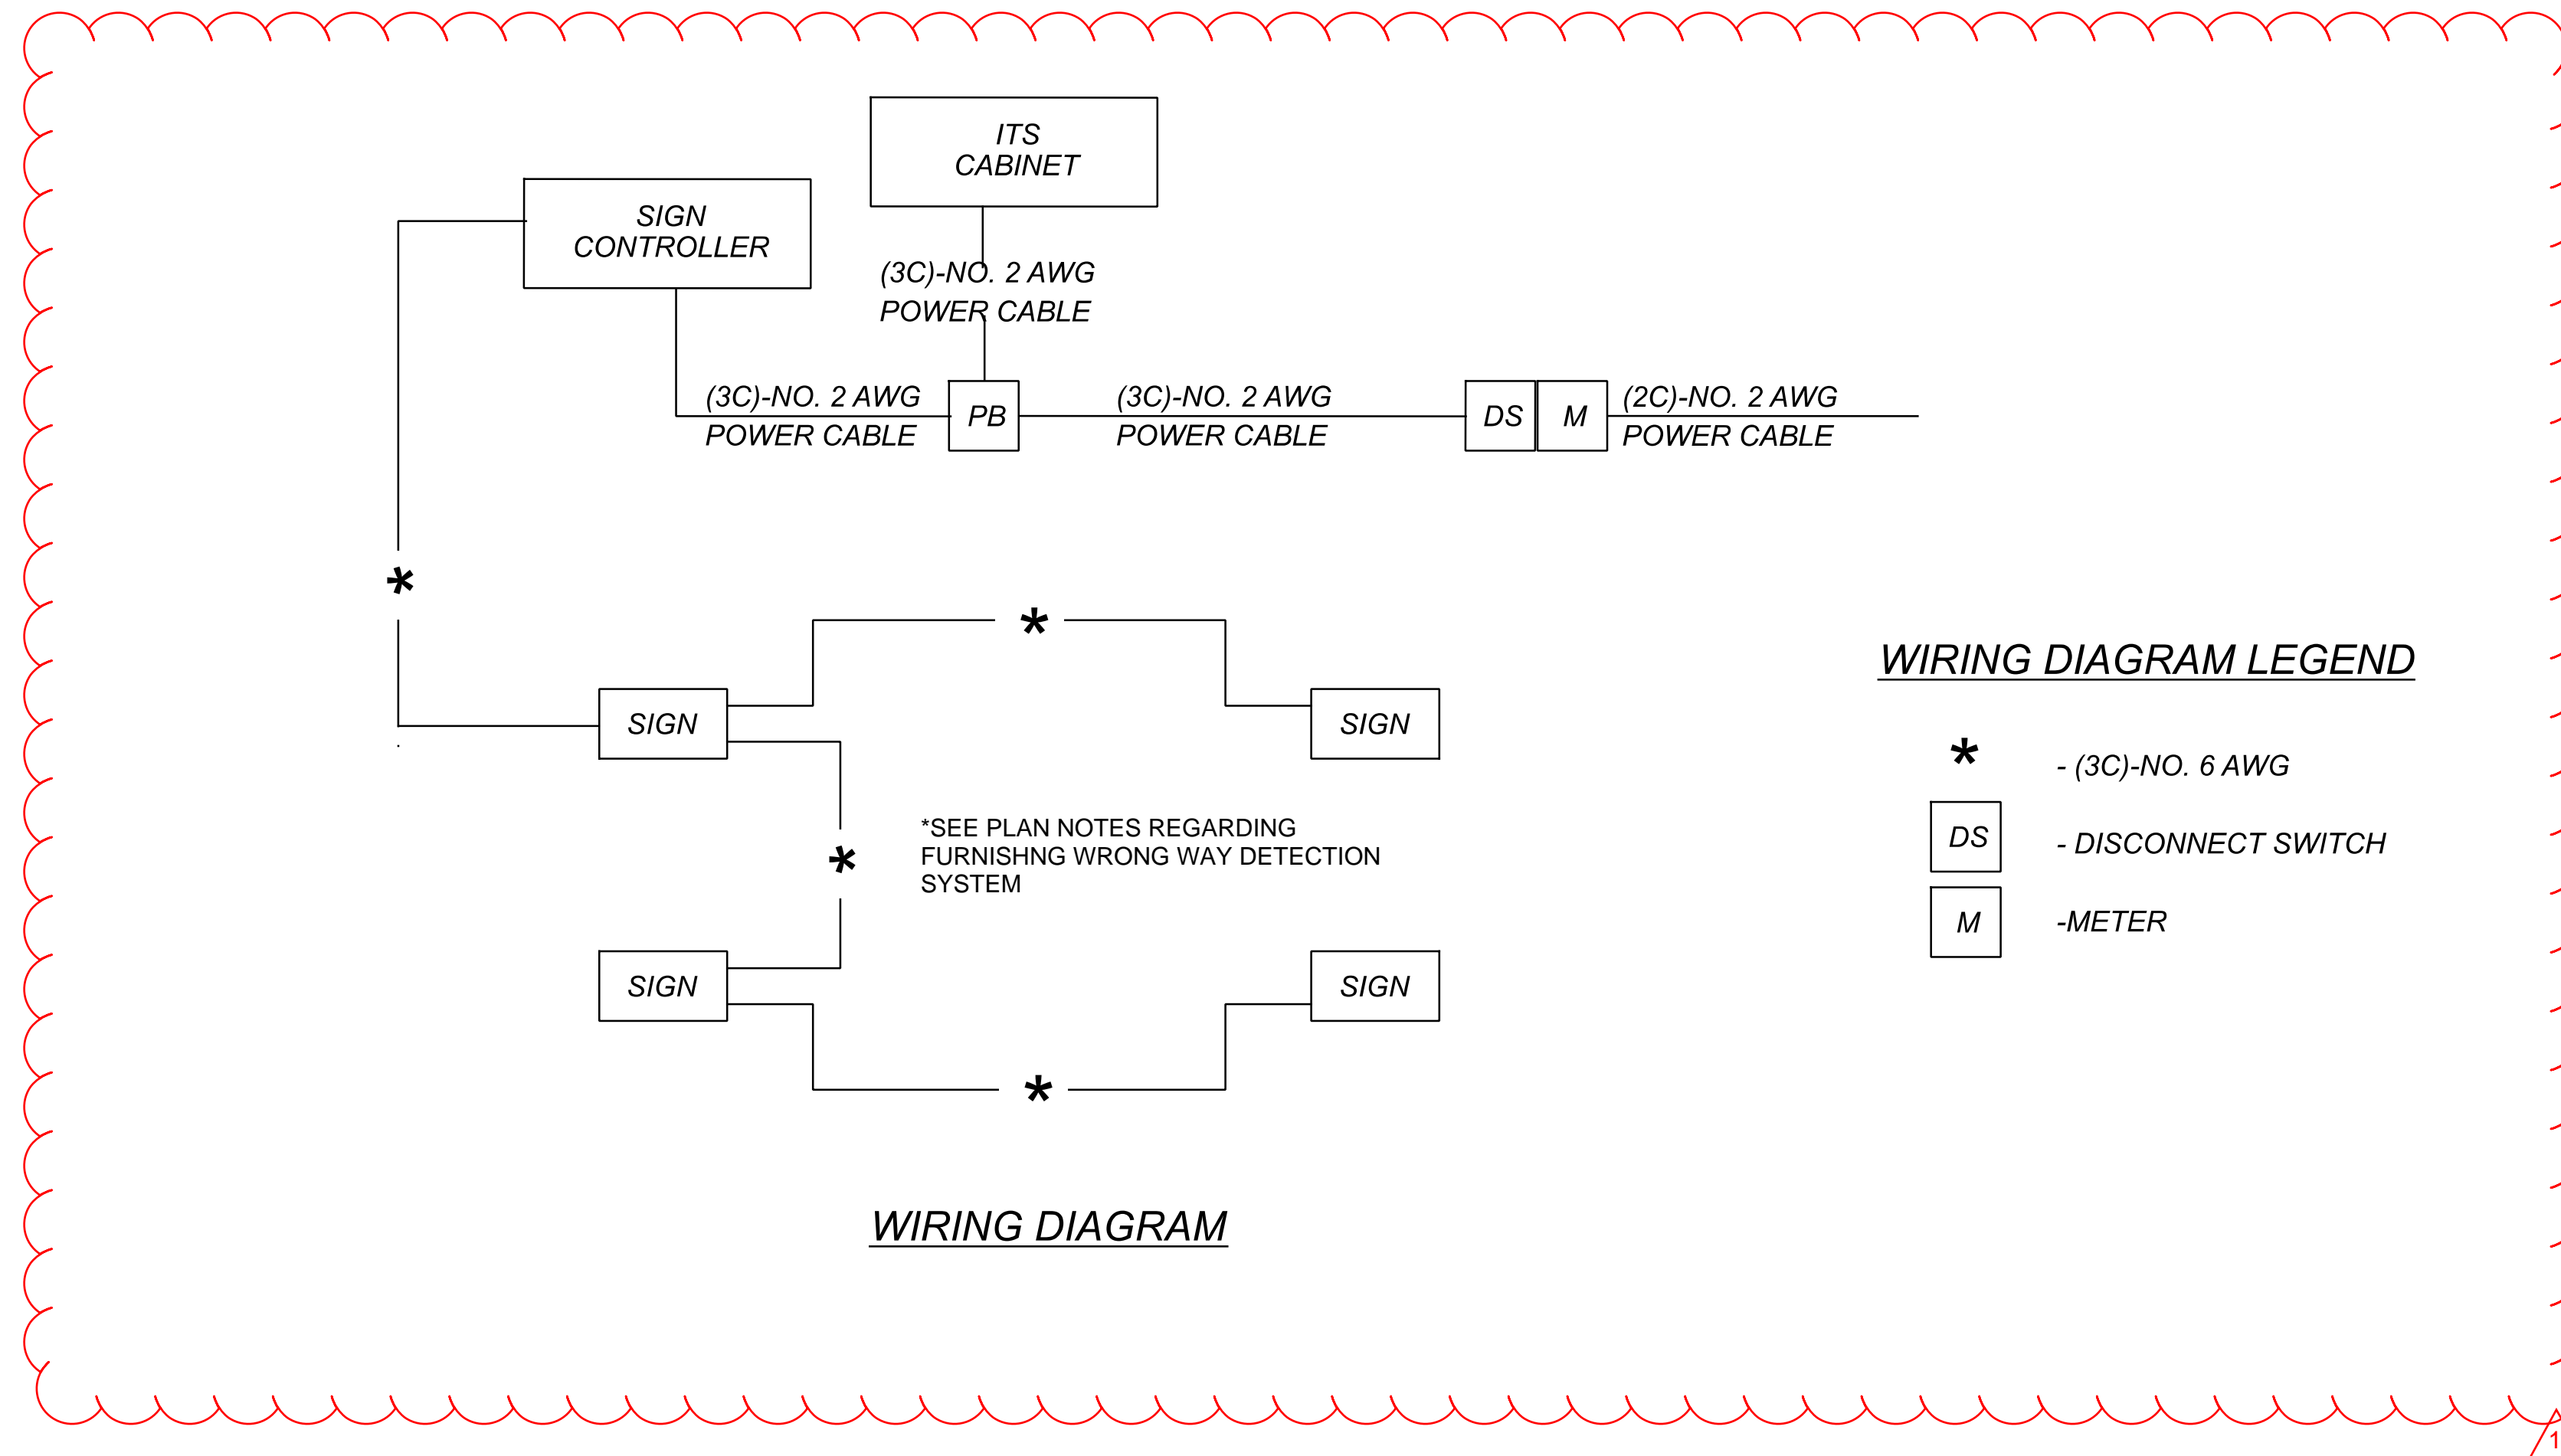 ITS
CABINET
SIGN
CONTROLLER
(3C)-NO. 2 AWG
POWER CABLE
(3C)-NO. 2 AWG
POWER CABLE
PB
(3C)-NO. 2 AWG
POWER CABLE
DS
M
(2C)-NO. 2 AWG
POWER CABLE
*
*
SIGN
SIGN
*
*SEE PLAN NOTES REGARDING
FURNISHNG WRONG WAY DETECTION
SYSTEM
SIGN
SIGN
*
WIRING DIAGRAM
WIRING DIAGRAM LEGEND
* - (3C)-NO. 6 AWG
DS - DISCONNECT SWITCH
M -METER
1